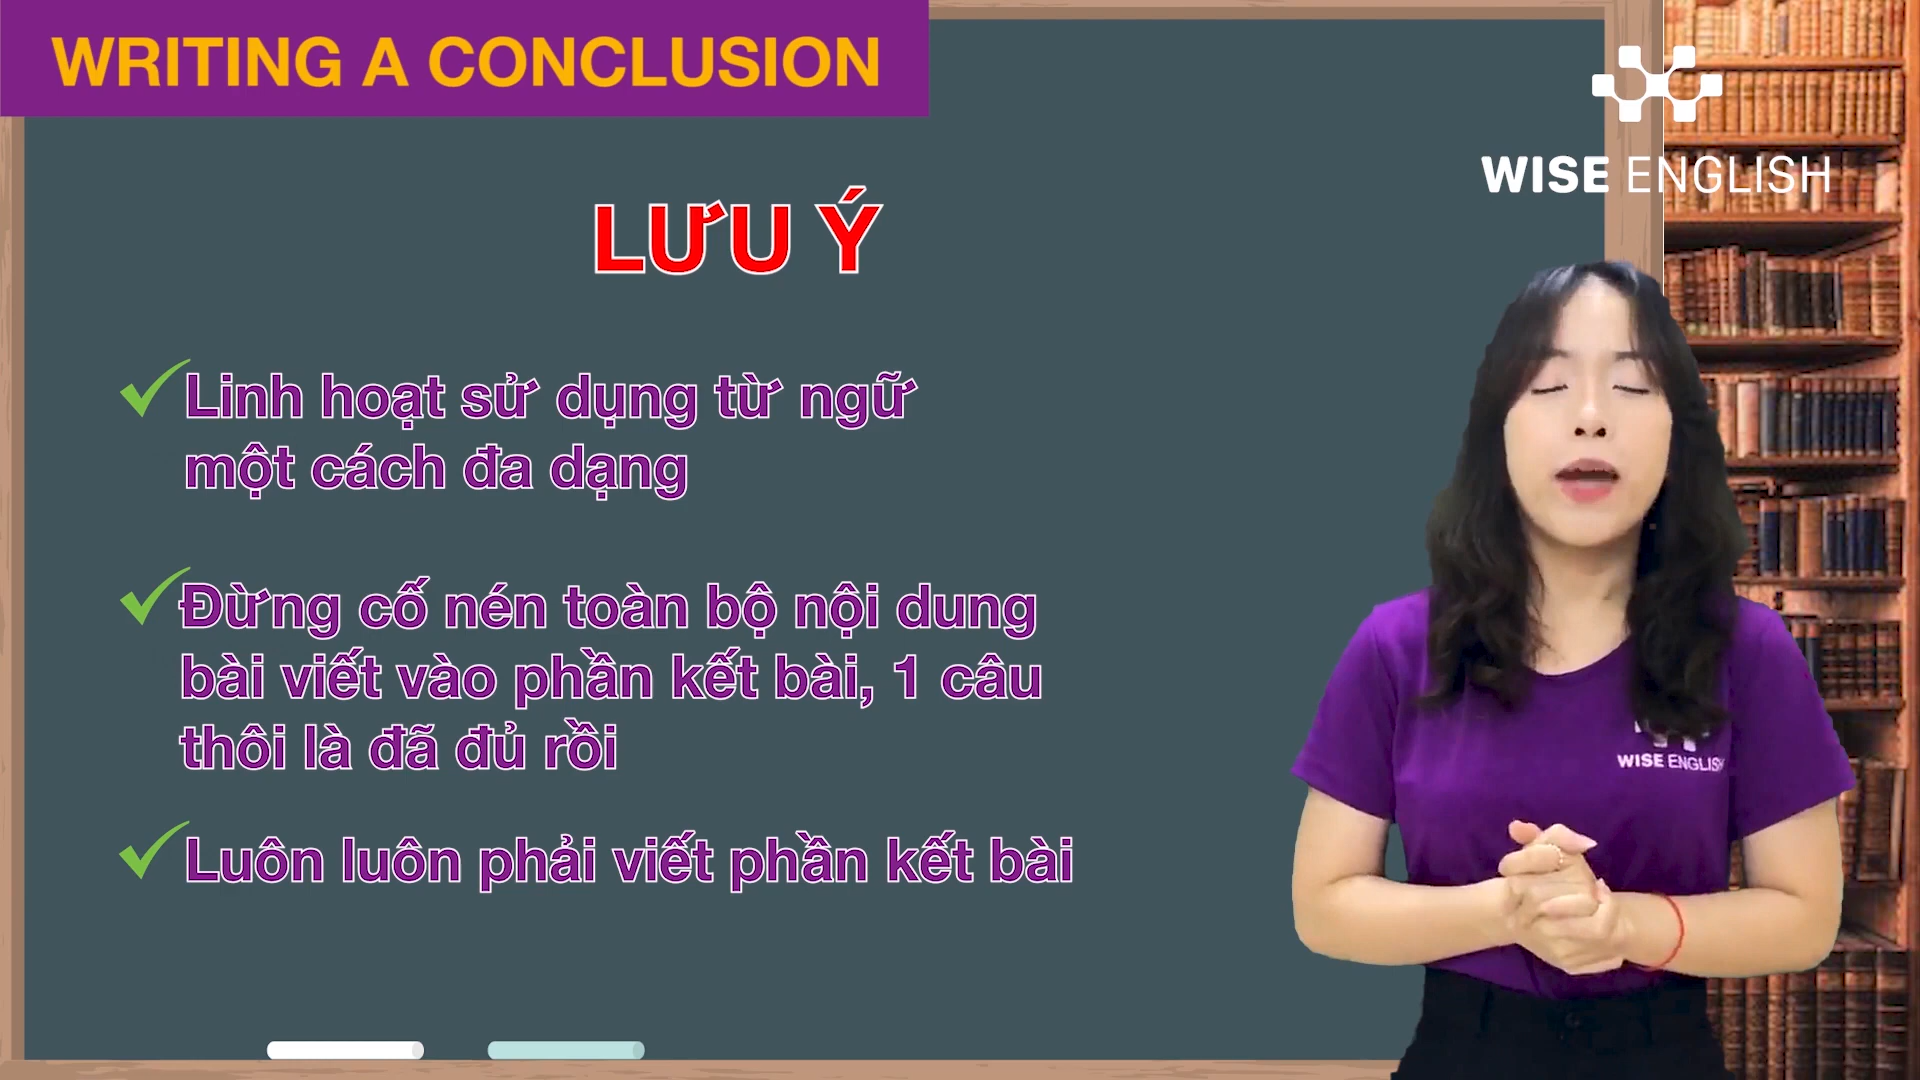 WRITING A CONCLUSION
WISE ENGLISH
LƯU Ý
Linh hoạt sử dụng từ ngữ
một cách đa dạng
Đừng cố nén toàn bộ nội dung
bài viết vào phần kết bài, 1 câu
thôi là đã đủ rồi
Luôn luôn phải viết phần kết bài
WISE ENGLISH